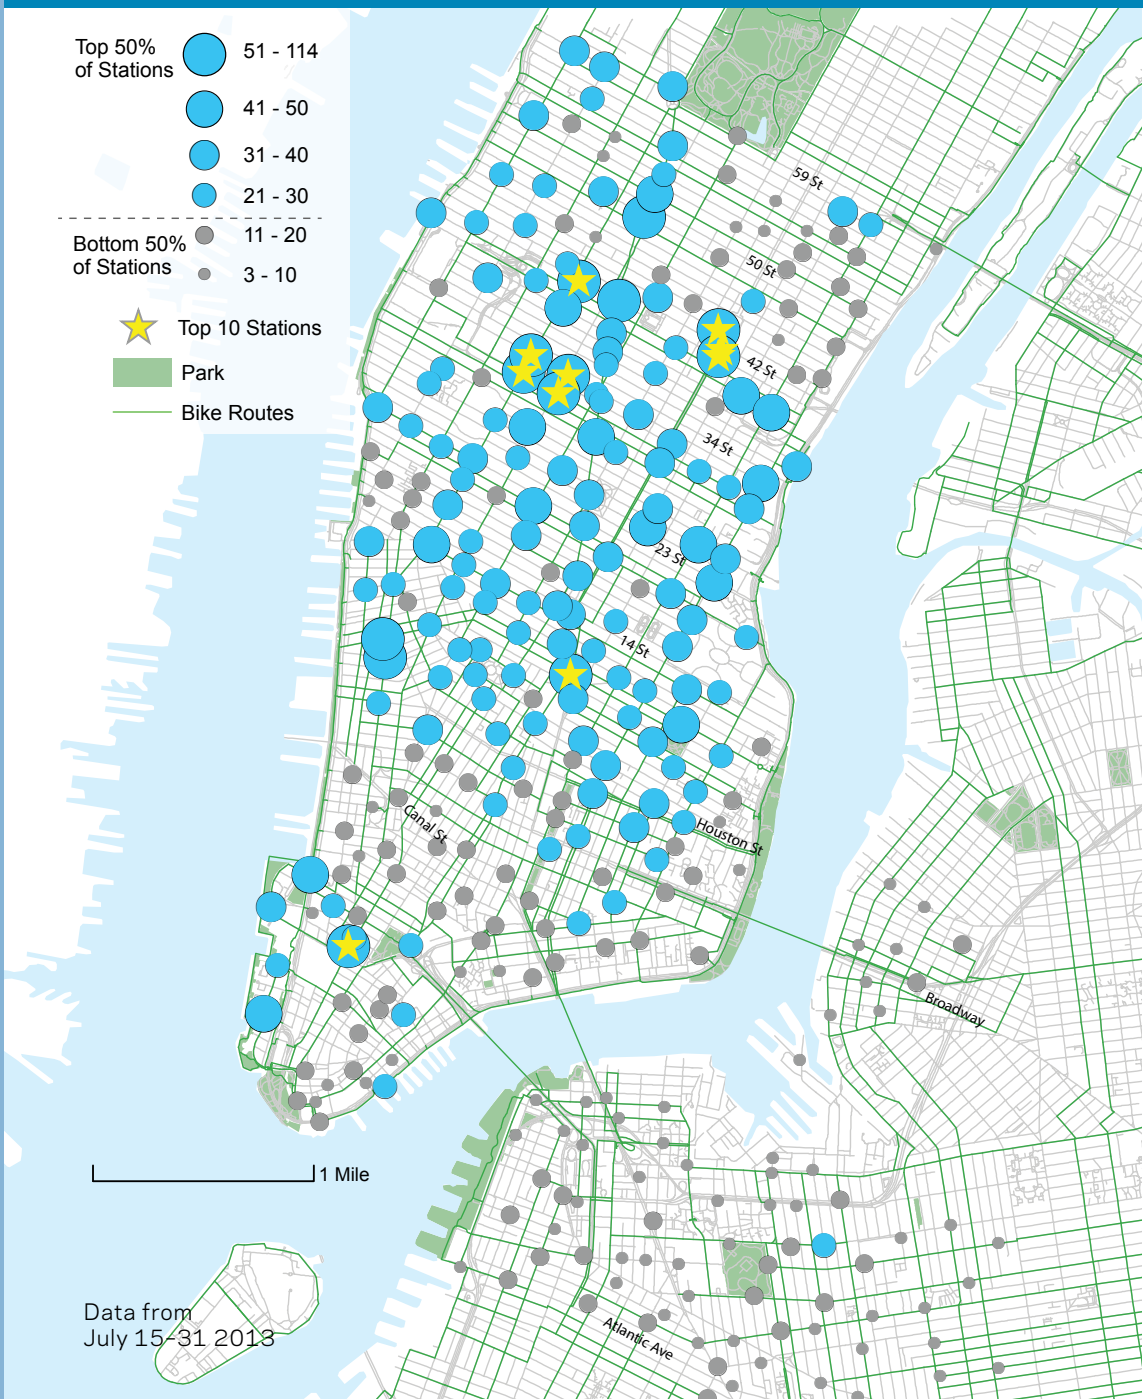 Top 50%
of Stations
51 - 114
41 - 50
31 - 40
21 - 30
Bottom 50%
of Stations
11 - 20
3 - 10
Top 10 Stations
Park
Bike Routes
59 St
50 St
42 St
34 St
23 St
14 St
Canal St
Houston St
Broadway
1 Mile
Data from
July 15-31 2013
Atlantic Ave